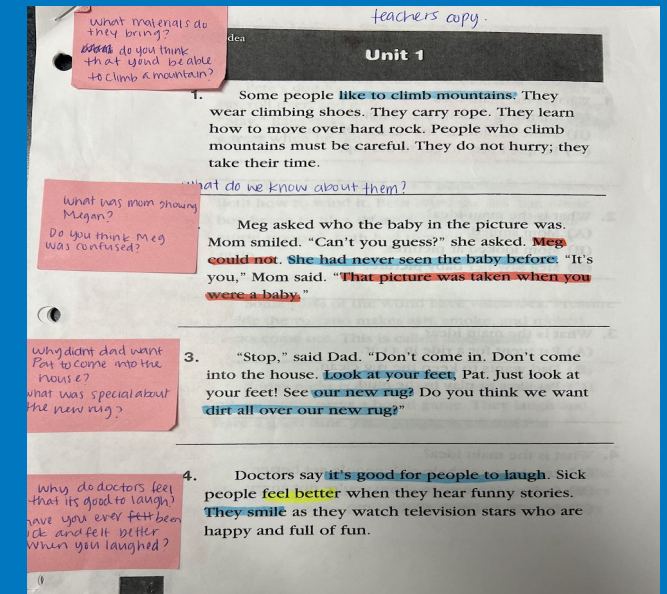 teachers copy.
What materials do
they bring?
do you think
that yound be able
to climb a mountain?
dea
Unit 1
1. Some people like to climb mountains. They
wear climbing shoes. They carry rope. They learn
how to move over hard rock. People who climb
mountains must be careful. They do not hurry; they
take their time.
what do we know about them?
What was mom showing
Megan?
Do you think Meg
was confused?
Meg asked who the baby in the picture was.
Mom smiled. “Can’t you guess?” she asked. Meg
could not. She had never seen the baby before. “It’s
you,” Mom said. “That picture was taken when you
were a baby.”
Why didnt dad want
Pat to come into the
house?
what was special about
the new rug?
3. “Stop,” said Dad. “Don’t come in. Don’t come
into the house. Look at your feet, Pat. Just look at
your feet! See our new rug? Do you think we want
dirt all over our new rug?”
Why do doctors feel
that its good to laugh?
have you ever felt been
ick and felt better
when you laughed?
4. Doctors say it’s good for people to laugh. Sick
people feel better when they hear funny stories.
They smile as they watch television stars who are
happy and full of fun.